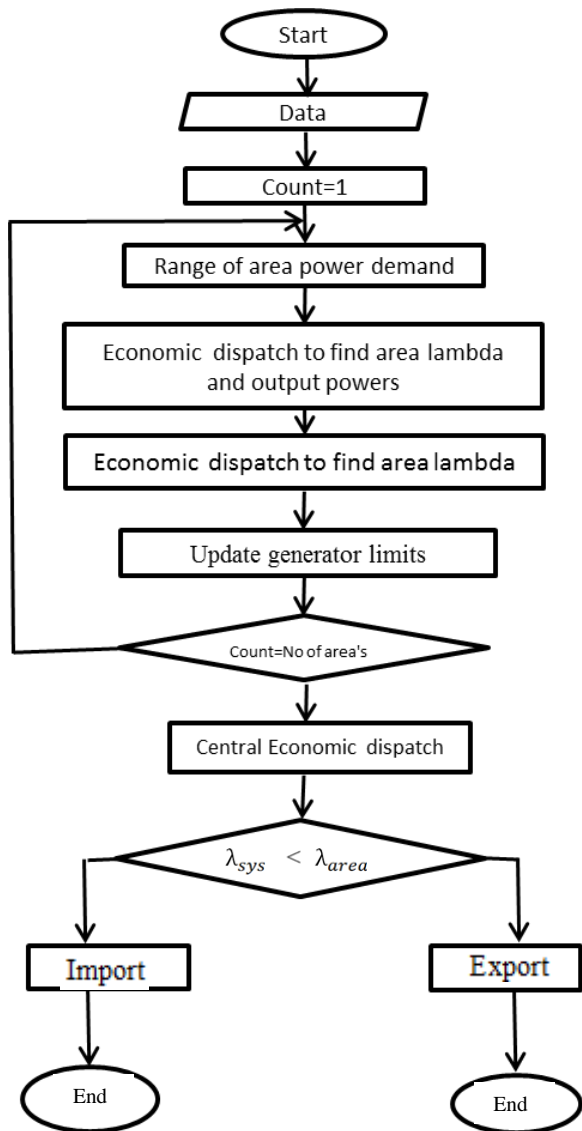 Start
Data
Count=1
Range of area power demand
Economic dispatch to find area lambda
and output powers
Economic dispatch to find area lambda
Update generator limits
Count=No of area's
Central Economic dispatch
λsys < λarea
Import
Export
End
End